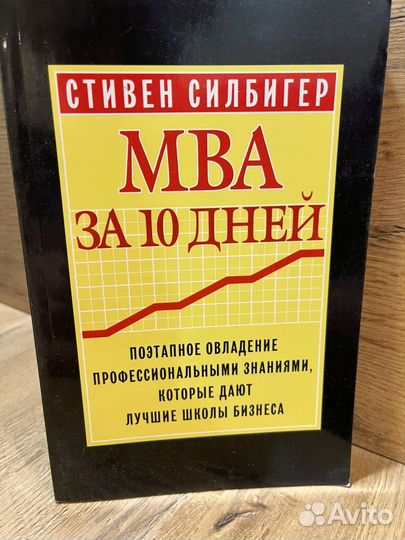 СТИВЕН СИЛБИГЕР
МВА
ЗА 10 ДНЕЙ
ПОЭТАПНОЕ ОВЛАДЕНИЕ
ПРОФЕССИОНАЛЬНЫМИ ЗНАНИЯМИ,
КОТОРЫЕ ДАЮТ
ЛУЧШИЕ ШКОЛЫ БИЗНЕСА
Avito